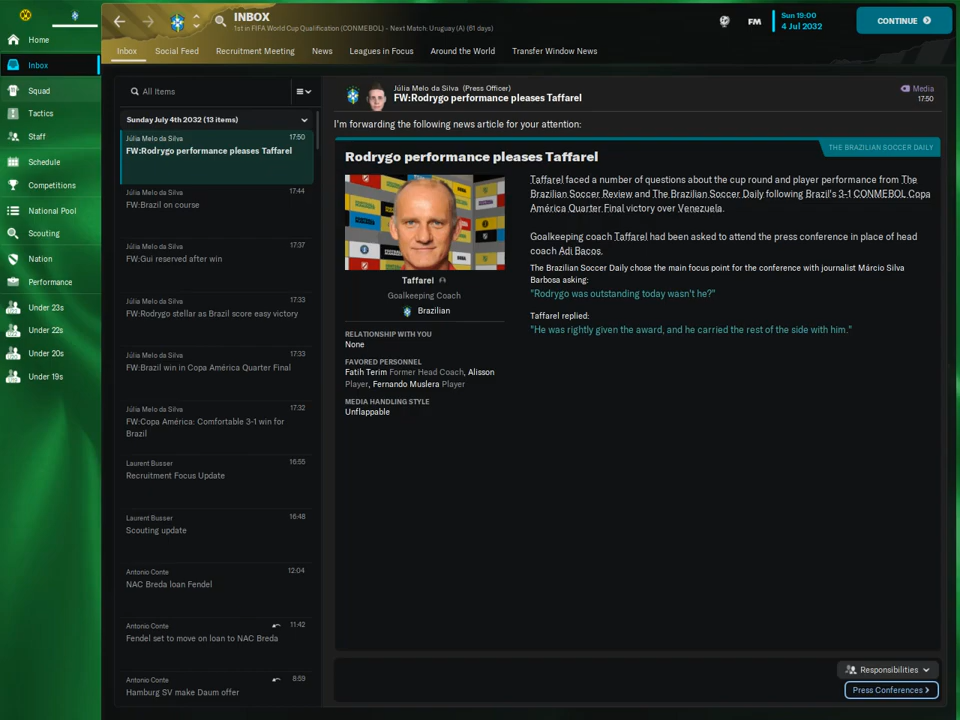 INBOX
1st in FIFA World Cup Qualification (CONMEBOL) - Next Match: Uruguay (M) (61 days)
FM
Sun 19:00
4 Jul 2032
CONTINUE
Home
Inbox
Squad
Tactics
Staff
Schedule
Competitions
National Pool
Scouting
Nation
Performance
Under 23s
Under 22s
Under 20s
Under 19s
Inbox
Social Feed
Recruitment Meeting
News
Leagues in Focus
Around the World
Transfer Window News
All Items
Sunday July 4th 2032 (13 items)
Júlia Melo da Silva 17:50
FW:Rodrygo performance pleases Taffarel
Júlia Melo da Silva 17:44
FW:Brazil on course
Júlia Melo da Silva 17:37
FW:Gui reserved after win
Júlia Melo da Silva 17:33
FW:Rodrygo stellar as Brazil score easy victory
Júlia Melo da Silva 17:33
FW:Brazil win in Copa América Quarter Final
Júlia Melo da Silva 17:32
FW:Copa América: Comfortable 3-1 win for
Brazil
Laurent Busser 16:55
Recruitment Focus Update
Laurent Busser 16:48
Scouting update
Antonio Conte 12:04
NAC Breda loan Fendel
Antonio Conte 11:42
Fendel set to move on loan to NAC Breda
Antonio Conte 8:59
Hamburg SV make Daum offer
Júlia Melo da Silva (Press Officer)
FW:Rodrygo performance pleases Taffarel
Media
17:50
I'm forwarding the following news article for your attention:
THE BRAZILIAN SOCCER DAILY
Rodrygo performance pleases Taffarel
Taffarel
Goalkeeping Coach
Brazilian
RELATIONSHIP WITH YOU
None
FAVORED PERSONNEL
Fatih Terim Former Head Coach, Alisson
Player, Fernando Muslera Player
MEDIA HANDLING STYLE
Unflappable
Taffarel faced a number of questions about the cup round and player performance from The
Brazilian Soccer Review and The Brazilian Soccer Daily following Brazil's 3-1 CONMEBOL Copa
América Quarter Final victory over Venezuela.
Goalkeeping coach Taffarel had been asked to attend the press conference in place of head
coach Adi Bacos.
The Brazilian Soccer Daily chose the main focus point for the conference with journalist Márcio Silva
Barbosa asking:
"Rodrygo was outstanding today wasn't he?"
Taffarel replied:
"He was rightly given the award, and he carried the rest of the side with him."
Responsibilities
Press Conferences